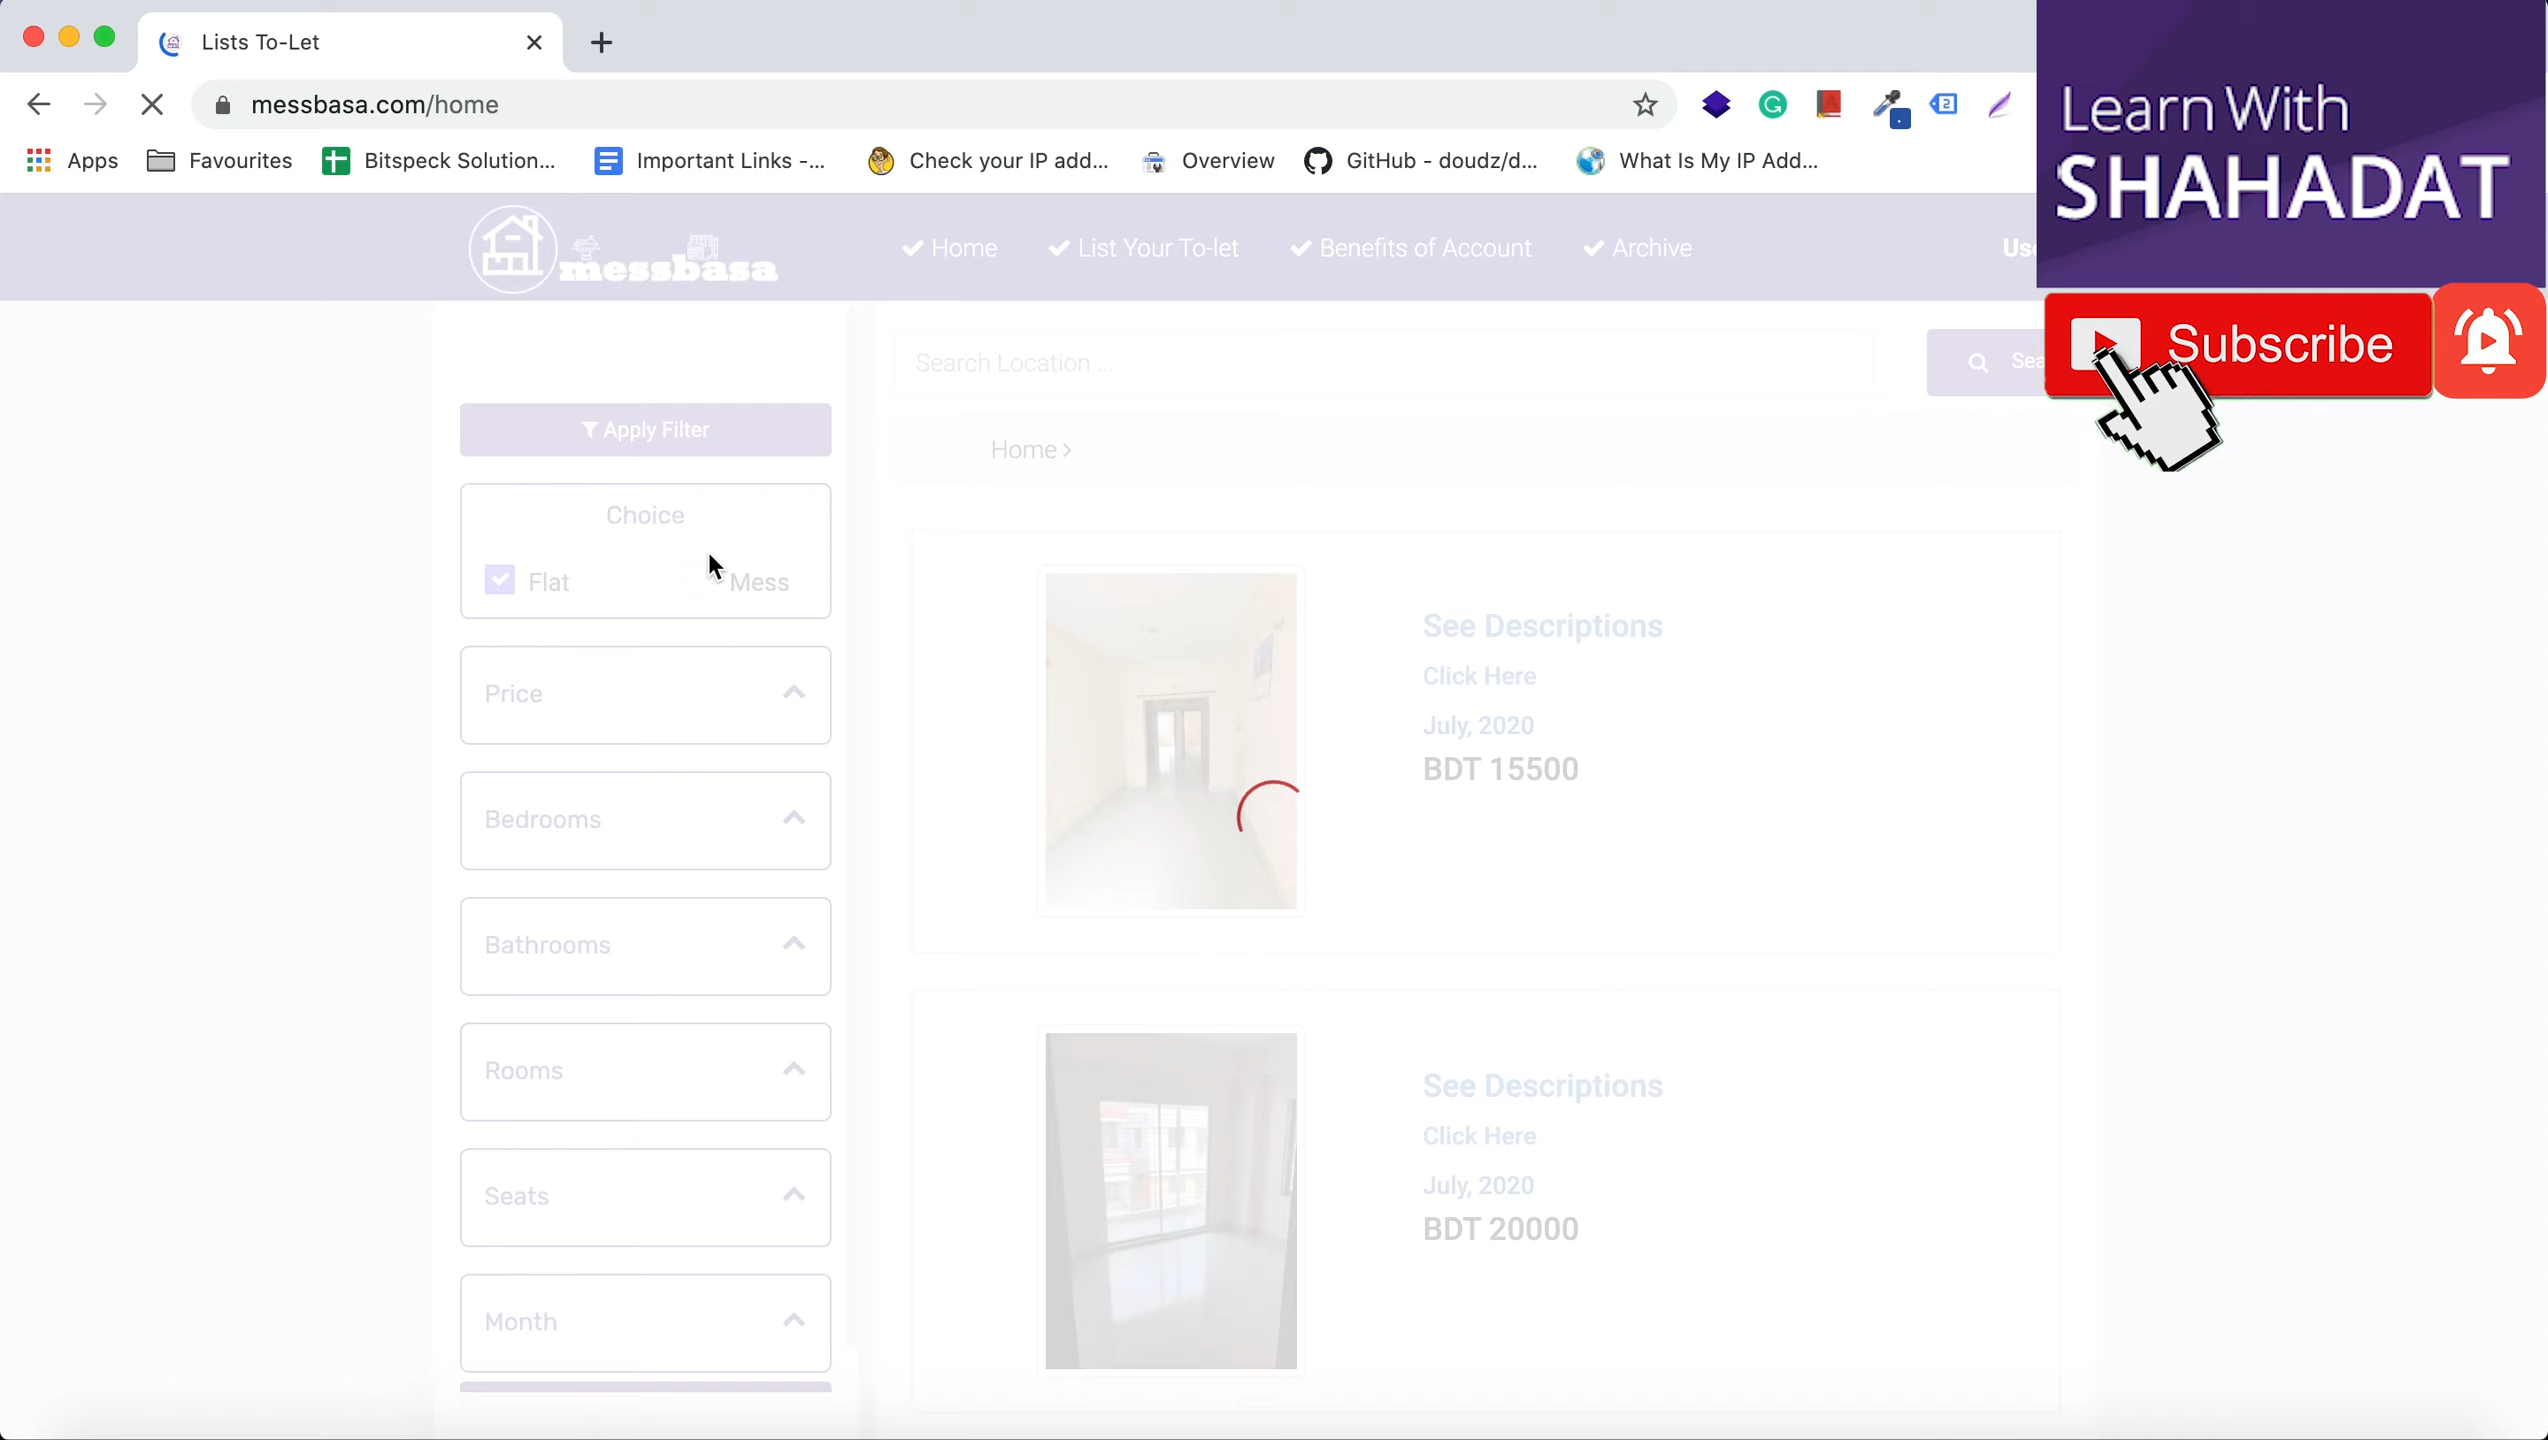 Lists To-Let
messbasa.com/home
Apps
Favourites
Bitspeck Solution...
Important Links -...
Check your IP add...
Overview
GitHub - doudz/d...
What Is My IP Add...
Learn With
SHAHADAT
Subscribe
messbasa
Home
List Your To-let
Benefits of Account
Archive
Use
Search Location ...
Sea
Apply Filter
Home >
Choice
Flat
Mess
Price
Bedrooms
Bathrooms
Rooms
Seats
Month
See Descriptions
Click Here
July, 2020
BDT 15500
See Descriptions
Click Here
July, 2020
BDT 20000